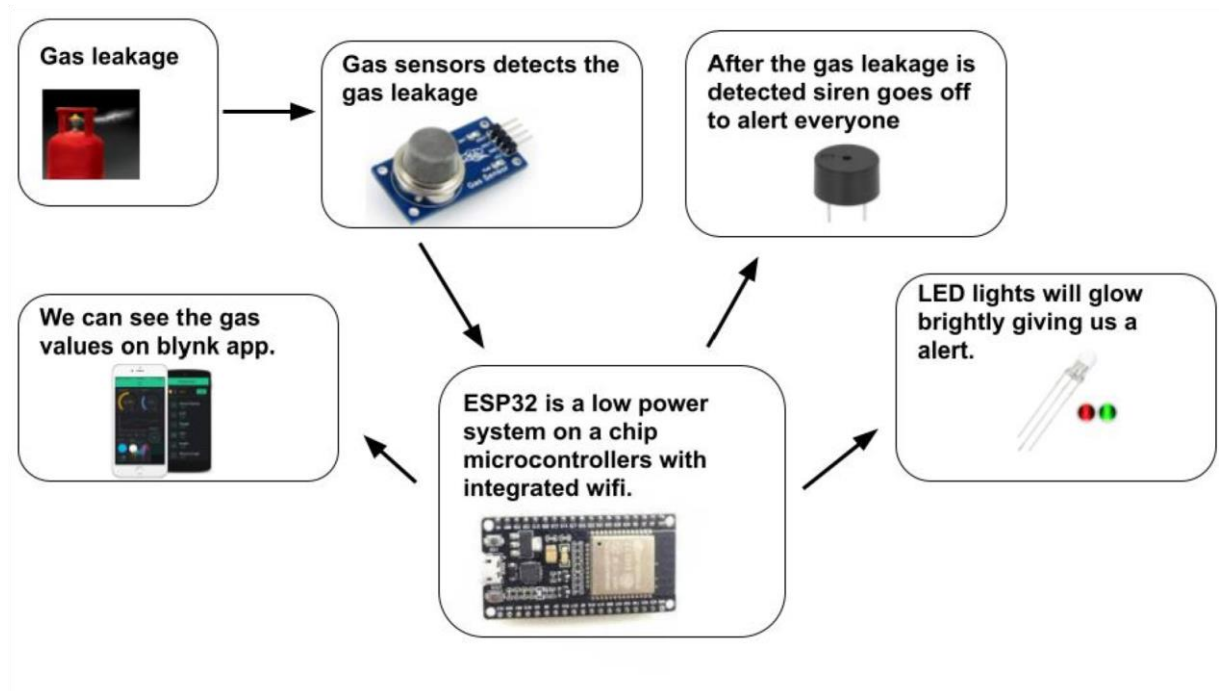 Gas leakage
Gas sensors detects the
gas leakage
Gas Sensor
After the gas leakage is
detected siren goes off
to alert everyone
We can see the gas
values on blynk app.
ESP32 is a low power
system on a chip
microcontrollers with
integrated wifi.
LED lights will glow
brightly giving us a
alert.